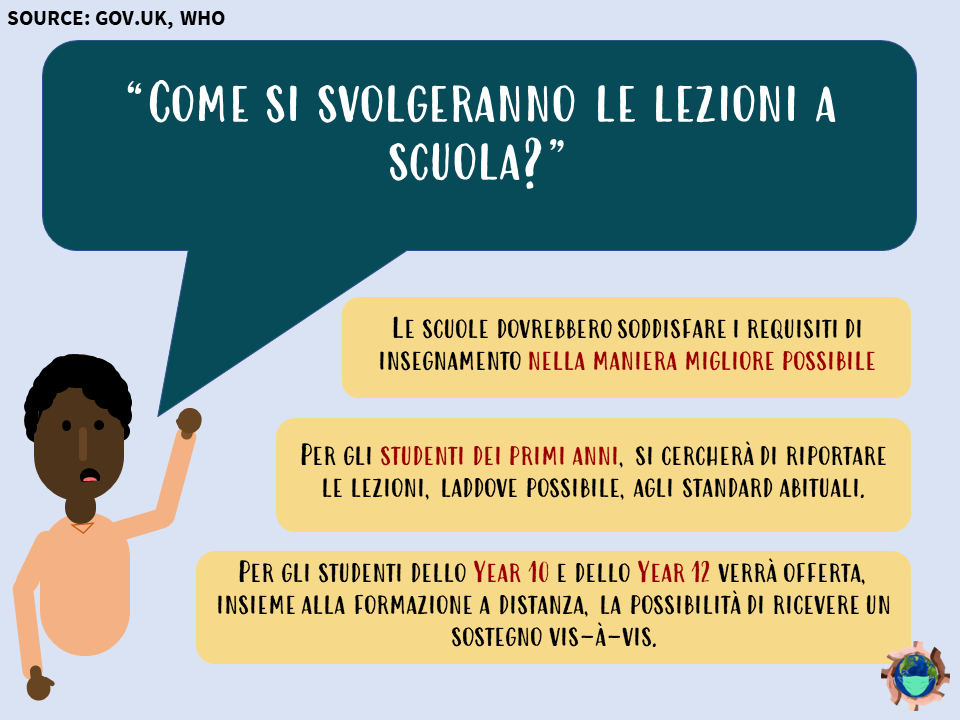 SOURCE: GOV.UK, WHO
“COME SI SVOLGERANNO LE LEZIONI A
SCUOLA?”
LE SCUOLE DOVREBBERO SODDISFARE I REQUISITI DI
INSEGNAMENTO NELLA MANIERA MIGLIORE POSSIBILE
PER GLI STUDENTI DEI PRIMI ANNI, SI CERCHERÀ DI RIPORTARE
LE LEZIONI, LADDOVE POSSIBILE, AGLI STANDARD ABITUALI.
PER GLI STUDENTI DELLO YEAR 10 E DELLO YEAR 12 VERRÀ OFFERTA,
INSIEME ALLA FORMAZIONE A DISTANZA, LA POSSIBILITÀ DI RICEVERE UN
SOSTEGNO VIS-À-VIS.